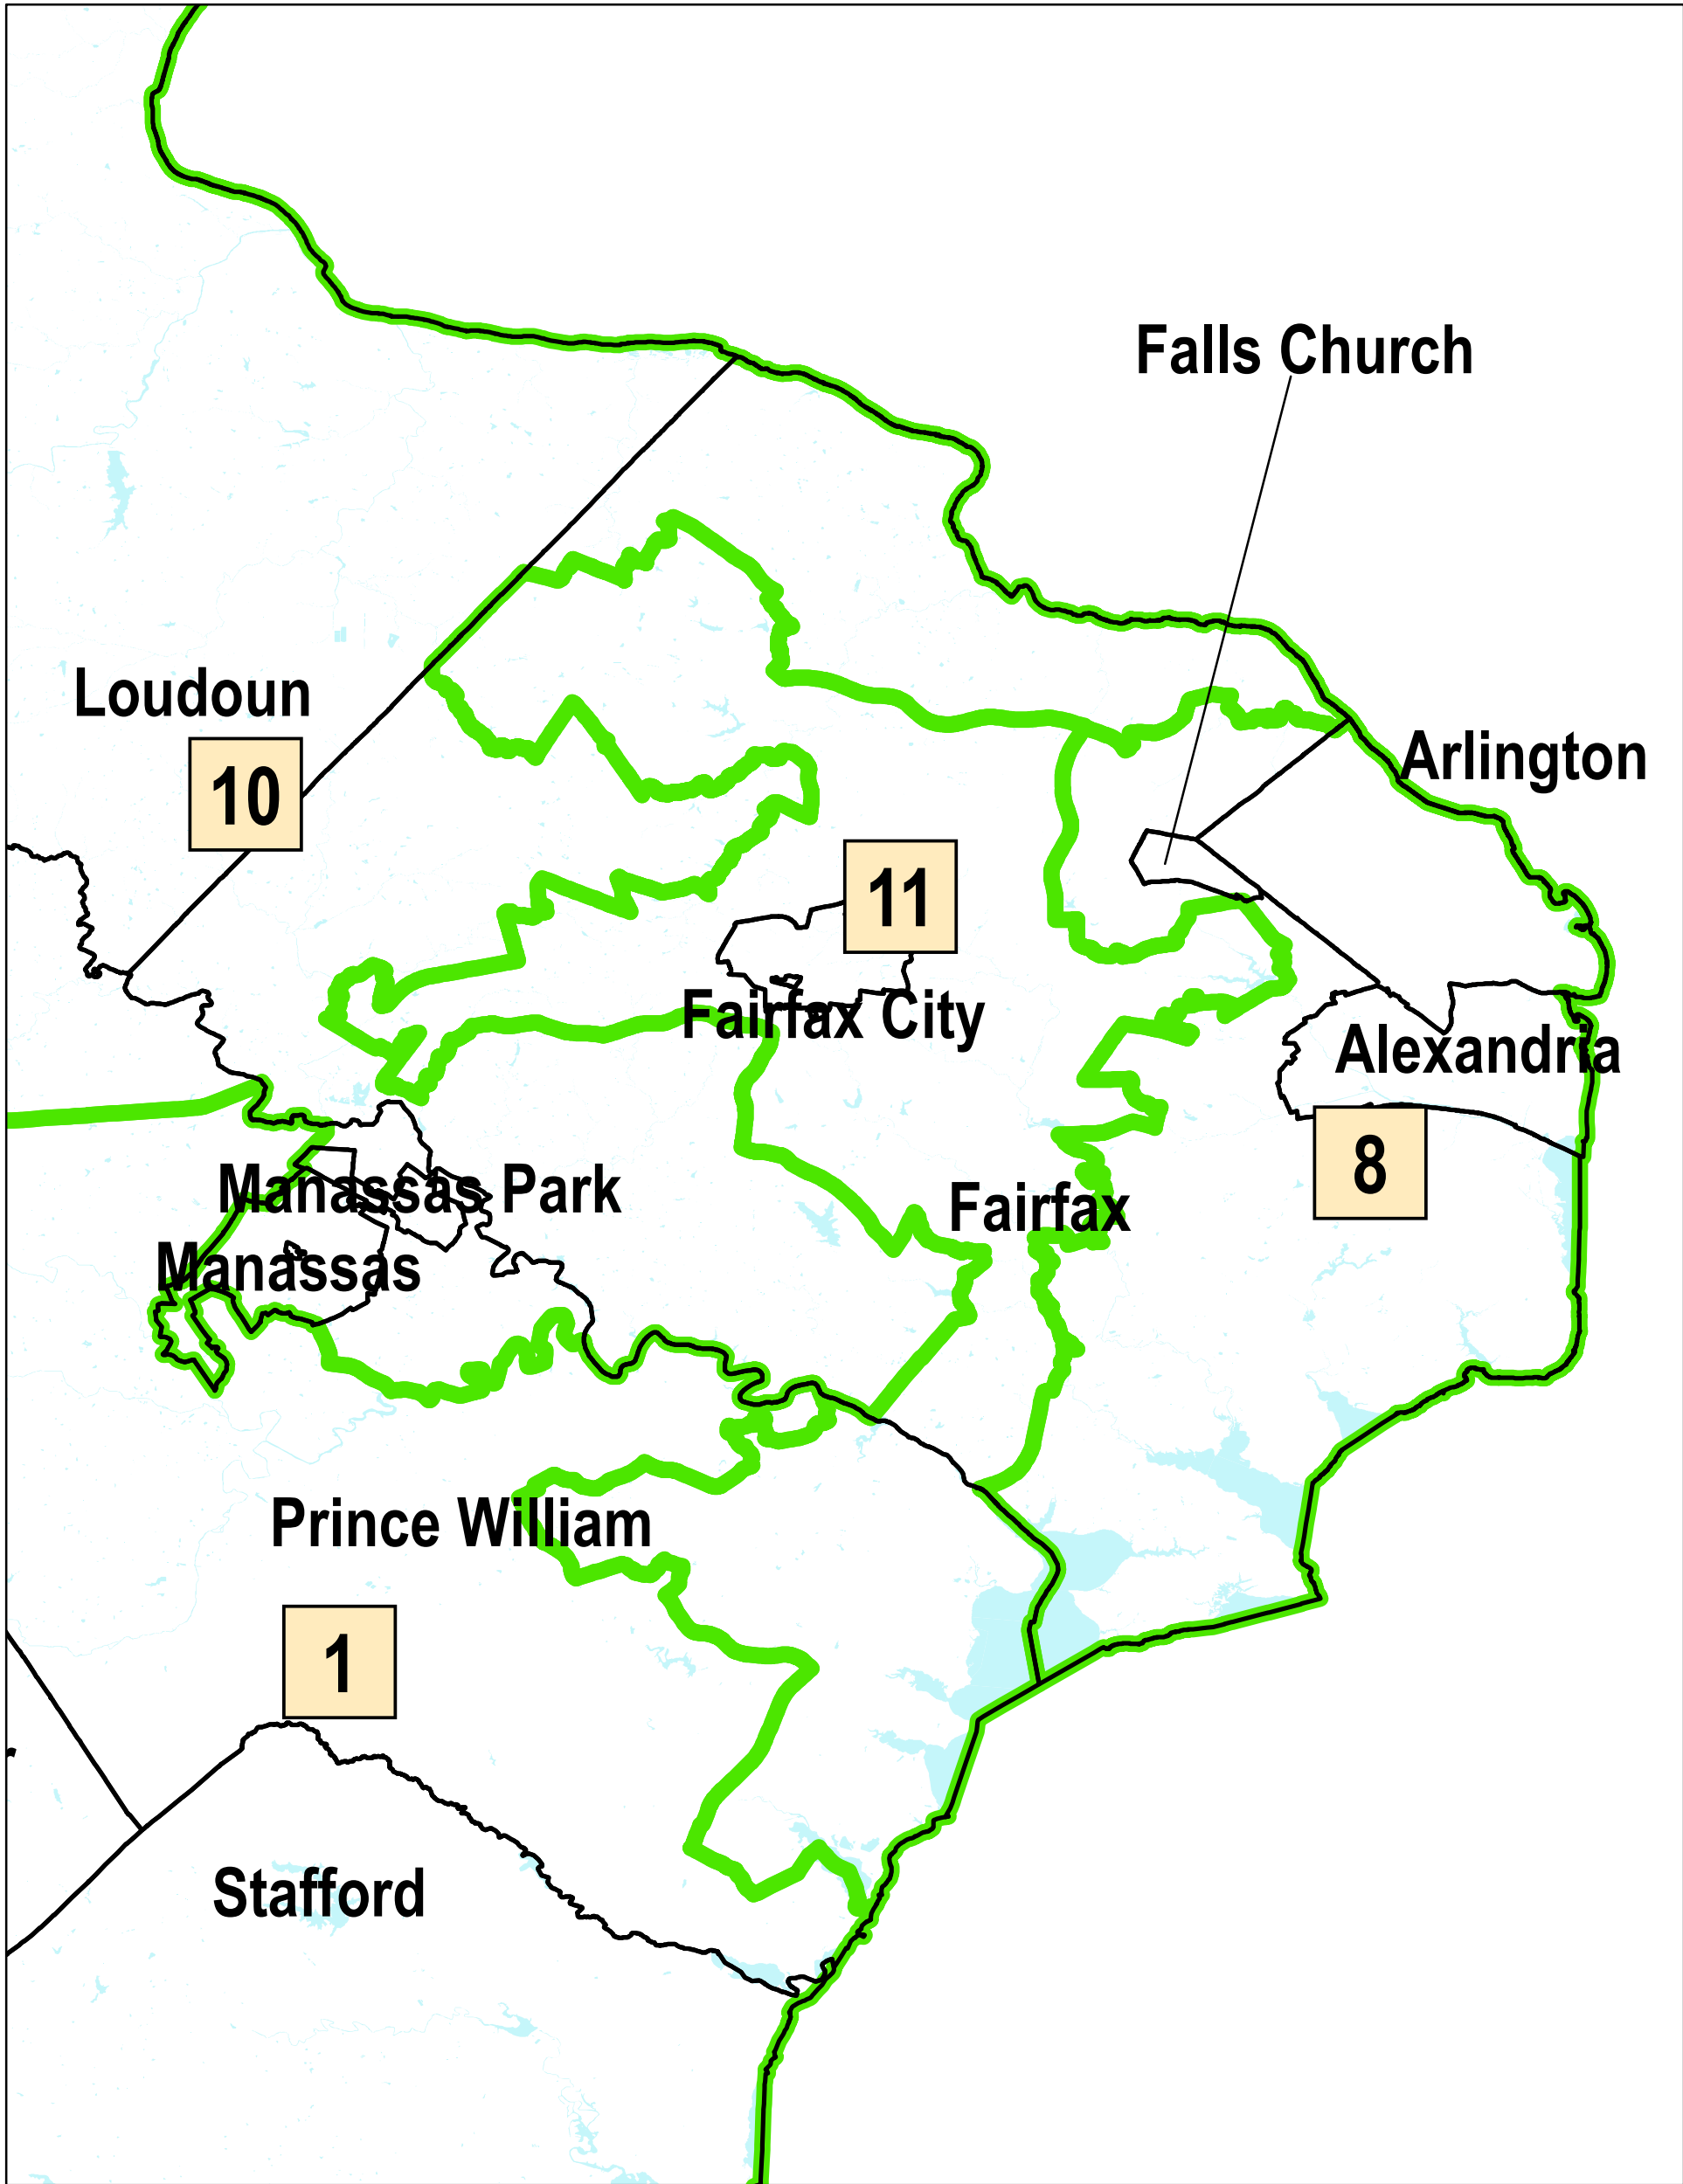 Falls Church
Loudoun
10
Arlington
11
Fairfax City
Alexandria
8
Manassas Park
Fairfax
Manassas
Prince William
1
Stafford